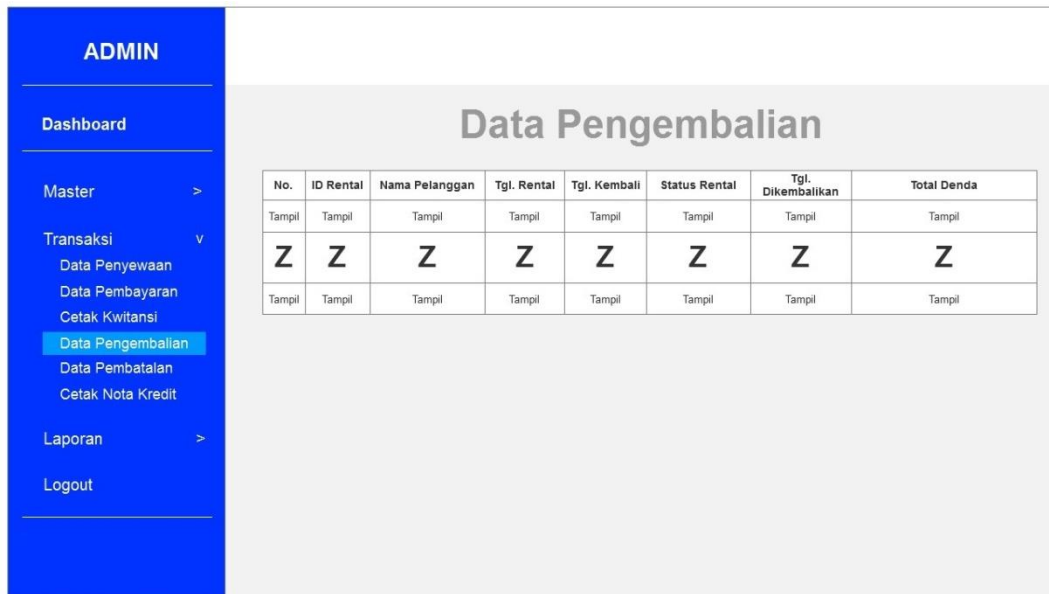 ADMIN
Dashboard
Master >
Transaksi v
Data Penyewaan
Data Pembayaran
Cetak Kwitansi
Data Pengembalian
Data Pembatalan
Cetak Nota Kredit
Laporan >
Logout
Data Pengembalian
No. ID Rental Nama Pelanggan Tgl. Rental Tgl. Kembali Status Rental Tgl. Dikembalikan Total Denda
Tampil Tampil Tampil Tampil Tampil Tampil Tampil Tampil
Z Z Z Z Z Z Z Z
Tampil Tampil Tampil Tampil Tampil Tampil Tampil Tampil